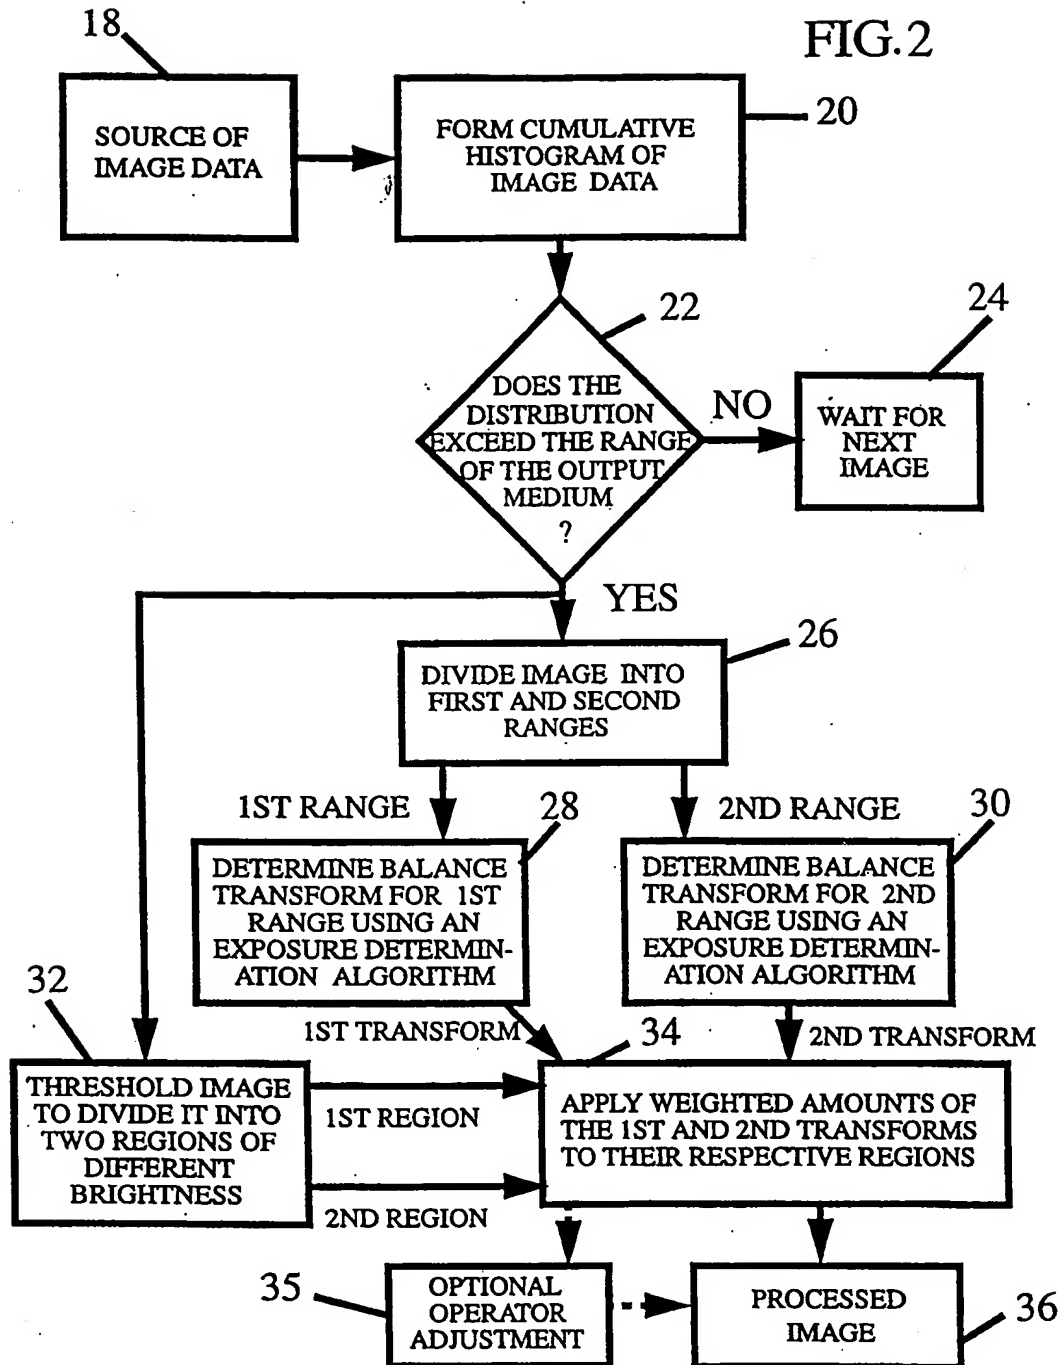 FIG.2
18
SOURCE OF
IMAGE DATA
FORM CUMULATIVE
HISTOGRAM OF
IMAGE DATA
20
22
DOES THE
DISTRIBUTION
EXCEED THE RANGE
OF THE OUTPUT
MEDIUM
?
NO
24
WAIT FOR
NEXT
IMAGE
YES
26
DIVIDE IMAGE INTO
FIRST AND SECOND
RANGES
1ST RANGE
28
2ND RANGE
30
DETERMINE BALANCE
TRANSFORM FOR 1ST
RANGE USING AN
EXPOSURE DETERMIN-
ATION ALGORITHM
DETERMINE BALANCE
TRANSFORM FOR 2ND
RANGE USING AN
EXPOSURE DETERMIN-
ATION ALGORITHM
32
1ST TRANSFORM
34
2ND TRANSFORM
THRESHOLD IMAGE
TO DIVIDE IT INTO
TWO REGIONS OF
DIFFERENT
BRIGHTNESS
1ST REGION
2ND REGION
APPLY WEIGHTED AMOUNTS OF
THE 1ST AND 2ND TRANSFORMS
TO THEIR RESPECTIVE REGIONS
35
OPTIONAL
OPERATOR
ADJUSTMENT
PROCESSED
IMAGE
36